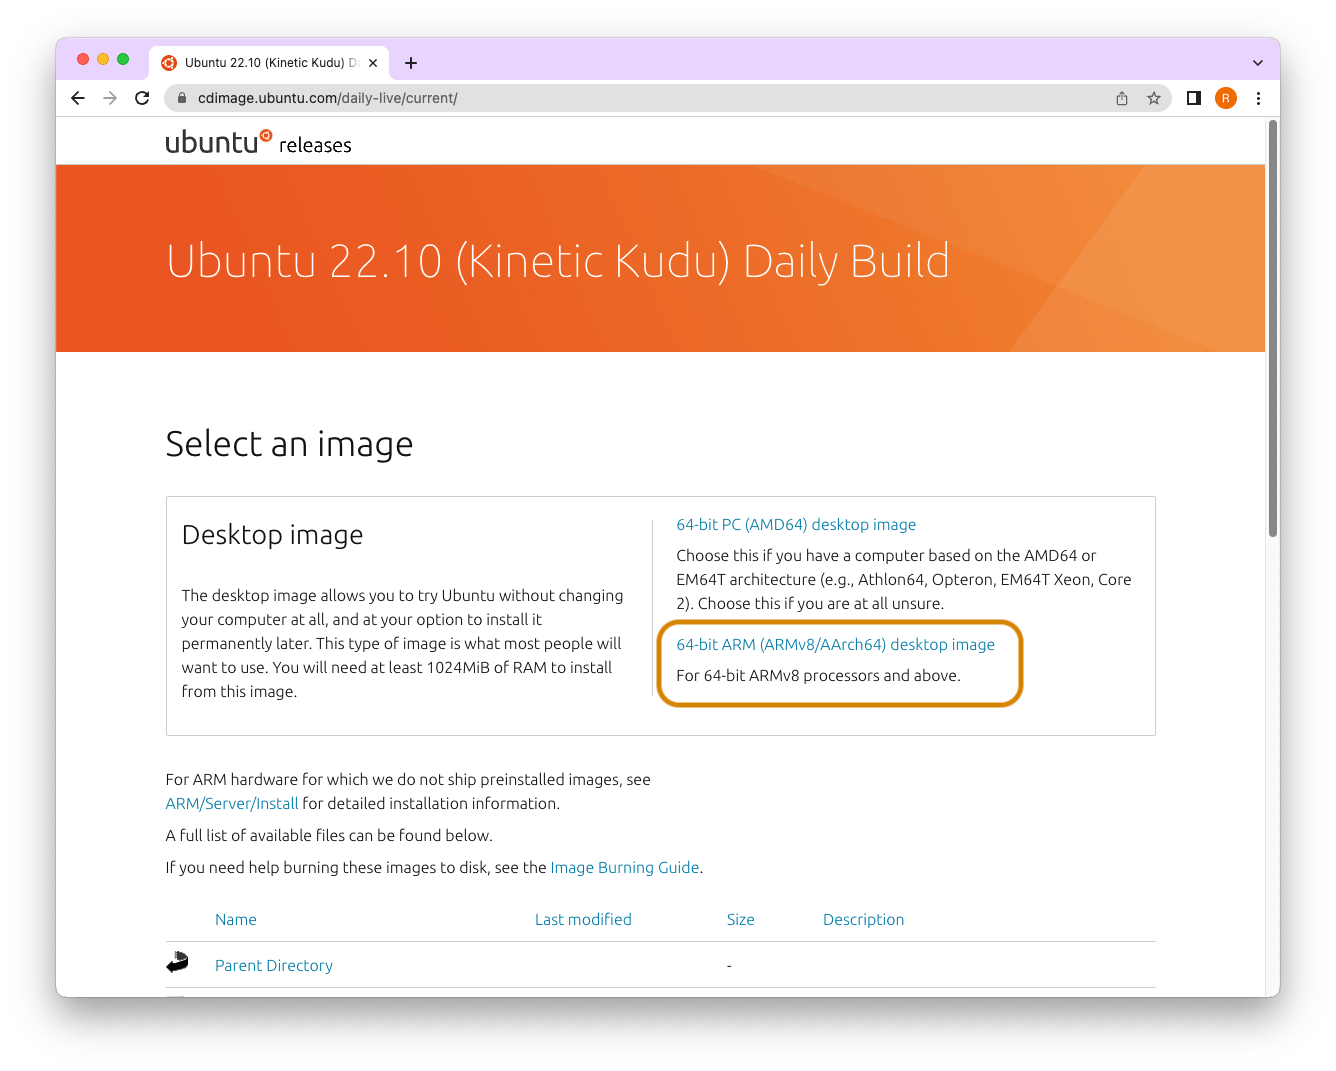 Ubuntu 22.10 (Kinetic Kudu) D
cdimage.ubuntu.com/daily-live/current/
R
ubuntu releases
Ubuntu 22.10 (Kinetic Kudu) Daily Build
Select an image
Desktop image
The desktop image allows you to try Ubuntu without changing
your computer at all, and at your option to install it
permanently later. This type of image is what most people will
want to use. You will need at least 1024MiB of RAM to install
from this image.
64-bit PC (AMD64) desktop image
Choose this if you have a computer based on the AMD64 or
EM64T architecture (e.g., Athlon64, Opteron, EM64T Xeon, Core
2). Choose this if you are at all unsure.
64-bit ARM (ARMv8/AArch64) desktop image
For 64-bit ARMv8 processors and above.
For ARM hardware for which we do not ship preinstalled images, see
ARM/Server/Install for detailed installation information.
A full list of available files can be found below.
If you need help burning these images to disk, see the Image Burning Guide.
Name Last modified Size Description
Parent Directory -